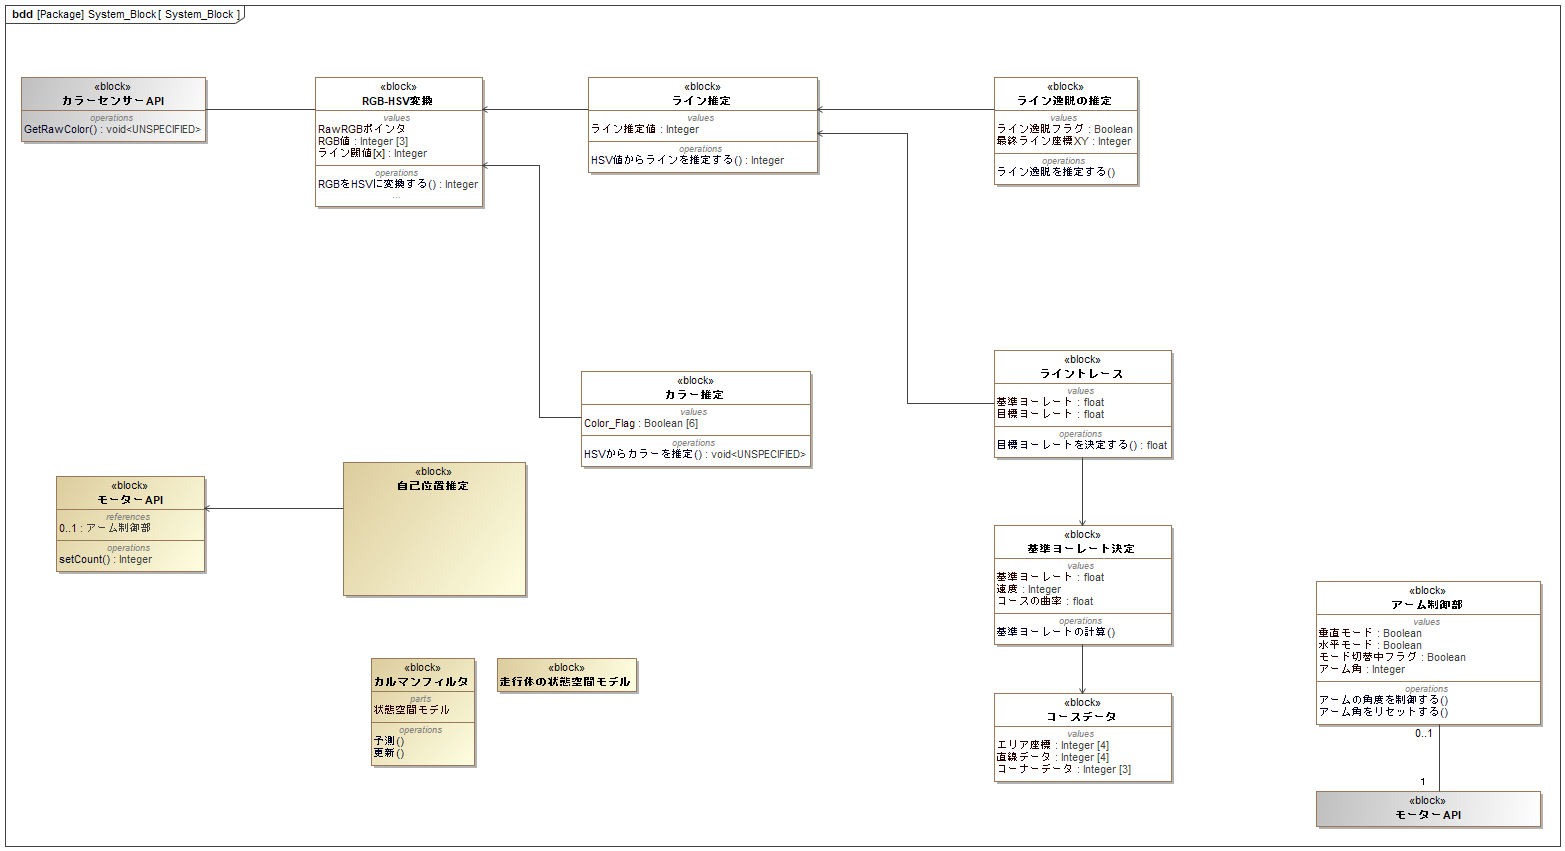 bdd [Package] System_Block [ System_Block ]
«block»
カラーセンサーAPI
operations
GetRawColor() : void<UNSPECIFIED>
«block»
RGB-HSV変換
values
RawRGBポインタ
RGB値 : Integer [3]
ライン閾値[x] : Integer
operations
RGBをHSVに変換する() : Integer
...
«block»
ライン推定
values
ライン推定値 : Integer
operations
HSV値からラインを推定する() : Integer
«block»
ライン逸脱の推定
values
ライン逸脱フラグ : Boolean
最終ライン座標XY : Integer
operations
ライン逸脱を推定する()
«block»
カラー推定
values
Color_Flag : Boolean [6]
operations
HSVからカラーを推定() : void<UNSPECIFIED>
«block»
ライントレース
values
基準ヨーレート : float
目標ヨーレート : float
operations
目標ヨーレートを決定する() : float
«block»
モーターAPI
references
0..1 : アーム制御部
operations
setCount() : Integer
«block»
自己位置推定
«block»
基準ヨーレート決定
values
基準ヨーレート : float
速度 : Integer
コースの曲率 : float
operations
基準ヨーレートの計算()
«block»
アーム制御部
values
垂直モード : Boolean
水平モード : Boolean
モード切替中フラグ : Boolean
アーム角 : Integer
operations
アームの角度を制御する()
アーム角をリセットする()
0..1
1
«block»
モーターAPI
«block»
カルマンフィルタ
parts
状態空間モデル
operations
予測()
更新()
«block»
走行体の状態空間モデル
«block»
コースデータ
values
エリア座標 : Integer [4]
直線データ : Integer [4]
コーナーデータ : Integer [3]